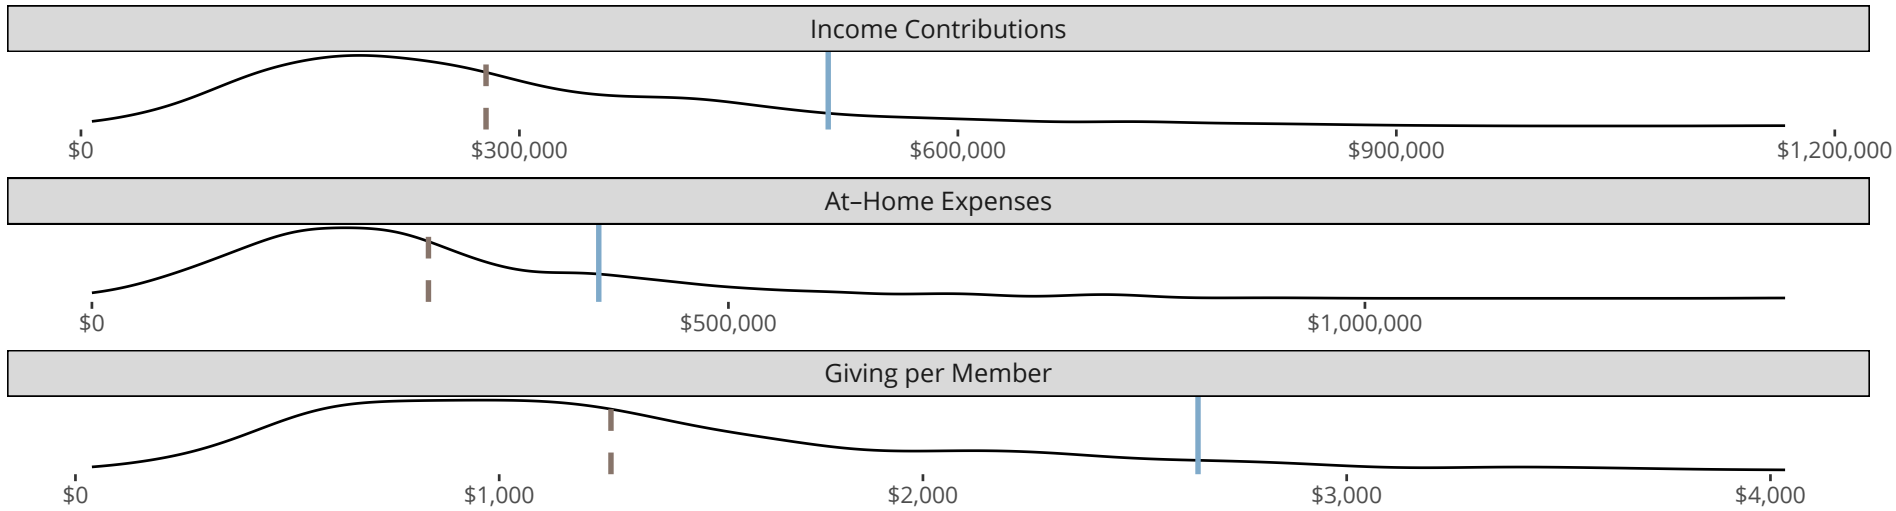 Income Contributions
$0 $300,000 $600,000 $900,000 $1,200,000
At–Home Expenses
$0 $500,000 $1,000,000
Giving per Member
$0 $1,000 $2,000 $3,000 $4,000